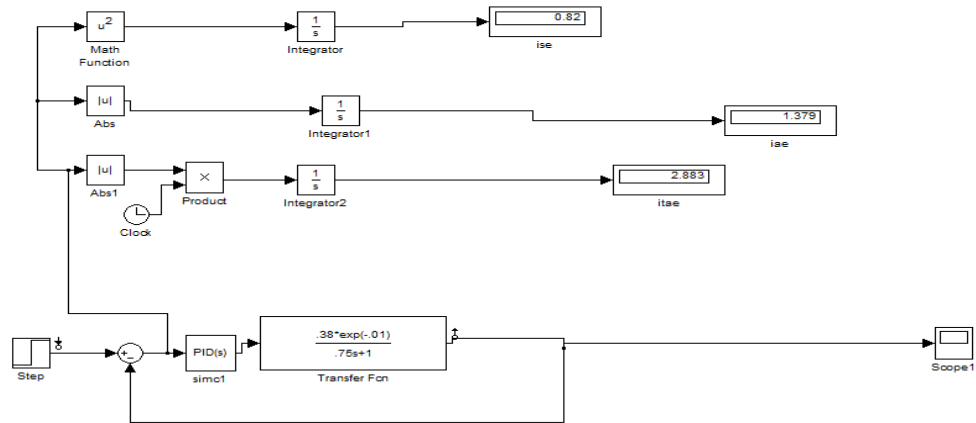 u²
Math
Function
1
s
Integrator
0.82
ise
|u|
Abs
1
s
Integrator1
1.379
iae
|u|
Abs1
×
Product
Clock
1
s
Integrator2
2.883
itae
Step
+
−
PID(s)
simc1
.38*exp(-.01)
.75s+1
Transfer Fcn
Scope1